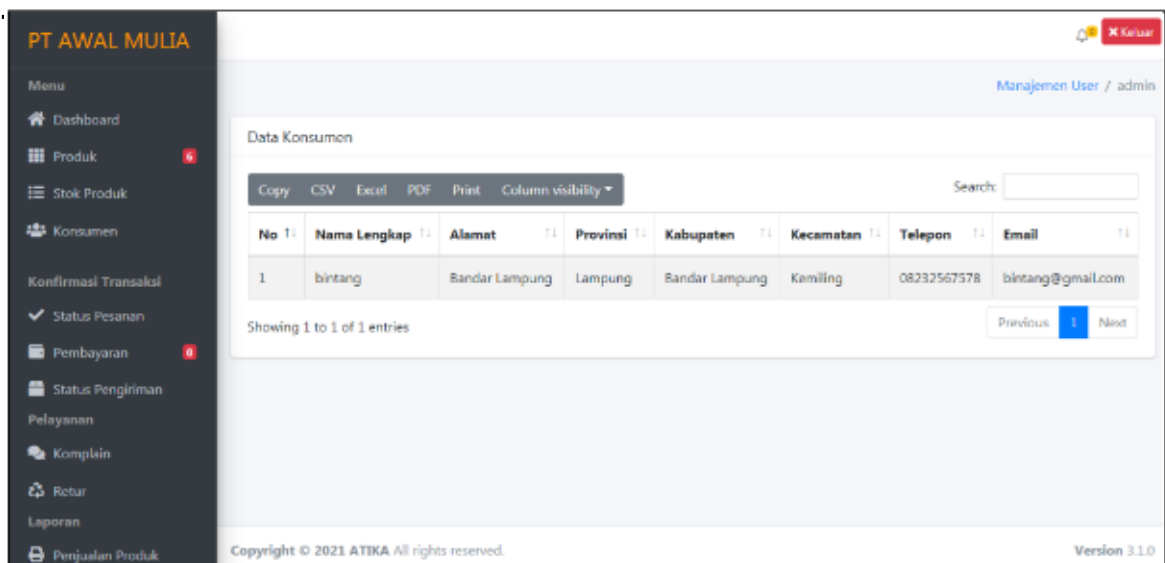 PT AWAL MULIA
Keluar
Menu
Manajemen User / admin
Dashboard
Data Konsumen
Produk 6
Copy CSV Excel PDF Print Column visibility
Search:
Stok Produk
Konsumen
No Nama Lengkap Alamat Provinsi Kabupaten Kecamatan Telepon Email
1 bintang Bandar Lampung Lampung Bandar Lampung Kemiling 08232567578 bintang@gmail.com
Konfirmasi Transaksi
Status Pesanan
Showing 1 to 1 of 1 entries
Previous 1 Next
Pembayaran 0
Status Pengiriman
Pelayanan
Komplain
Retur
Laporan
Penjualan Produk
Copyright © 2021 ATIKA All rights reserved.
Version 3.1.0